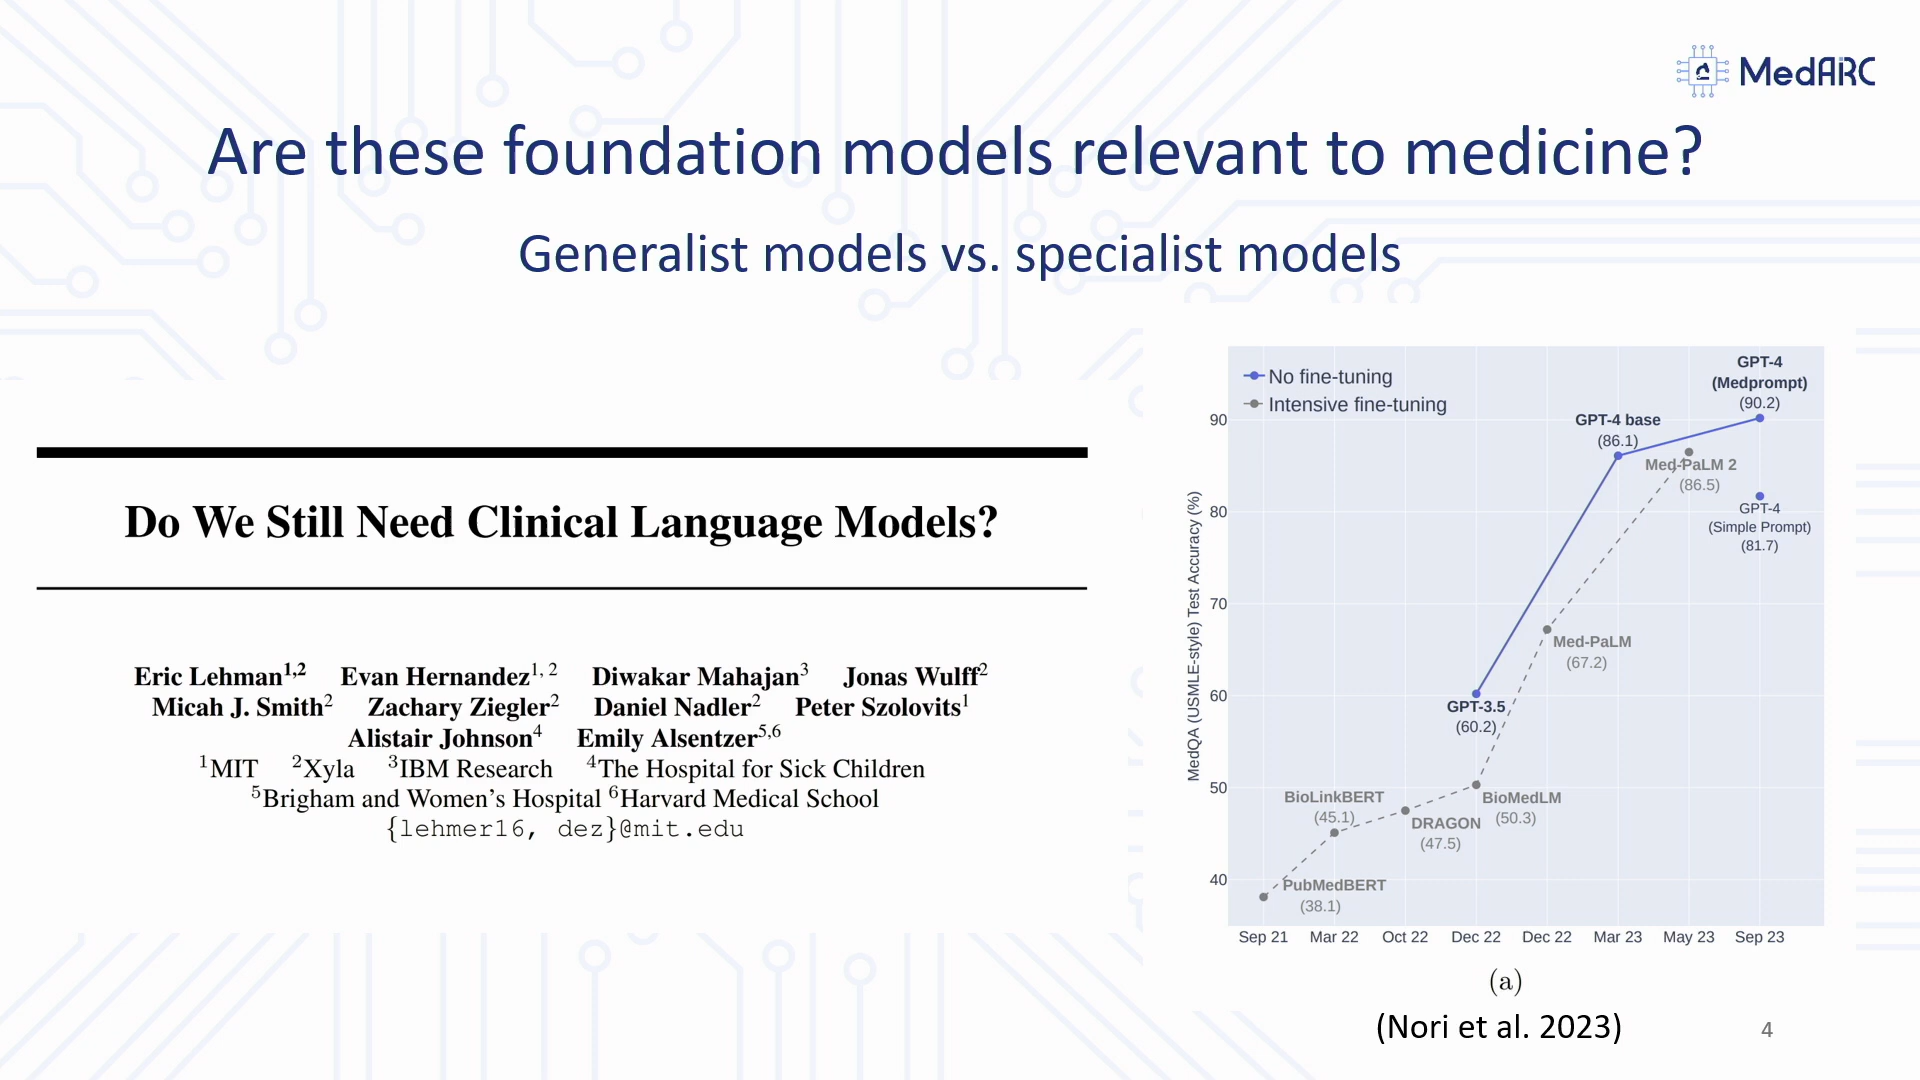 MedARC
Are these foundation models relevant to medicine?
Generalist models vs. specialist models
Do We Still Need Clinical Language Models?
Eric Lehman1,2 Evan Hernandez1, 2 Diwakar Mahajan3 Jonas Wulff2
Micah J. Smith2 Zachary Ziegler2 Daniel Nadler2 Peter Szolovits1
Alistair Johnson4 Emily Alsentzer5,6
1MIT 2Xyla 3IBM Research 4The Hospital for Sick Children
5Brigham and Women's Hospital 6Harvard Medical School
{lehmer16, dez}@mit.edu
No fine-tuning
Intensive fine-tuning
MedQA (USMLE-style) Test Accuracy (%)
90
80
70
60
50
40
GPT-4
(Medprompt)
(90.2)
GPT-4 base
(86.1)
Med-PaLM 2
(86.5)
GPT-4
(Simple Prompt)
(81.7)
Med-PaLM
(67.2)
GPT-3.5
(60.2)
BioLinkBERT
(45.1)
BioMedLM
(50.3)
DRAGON
(47.5)
PubMedBERT
(38.1)
Sep 21 Mar 22 Oct 22 Dec 22 Dec 22 Mar 23 May 23 Sep 23
(a)
(Nori et al. 2023)
4